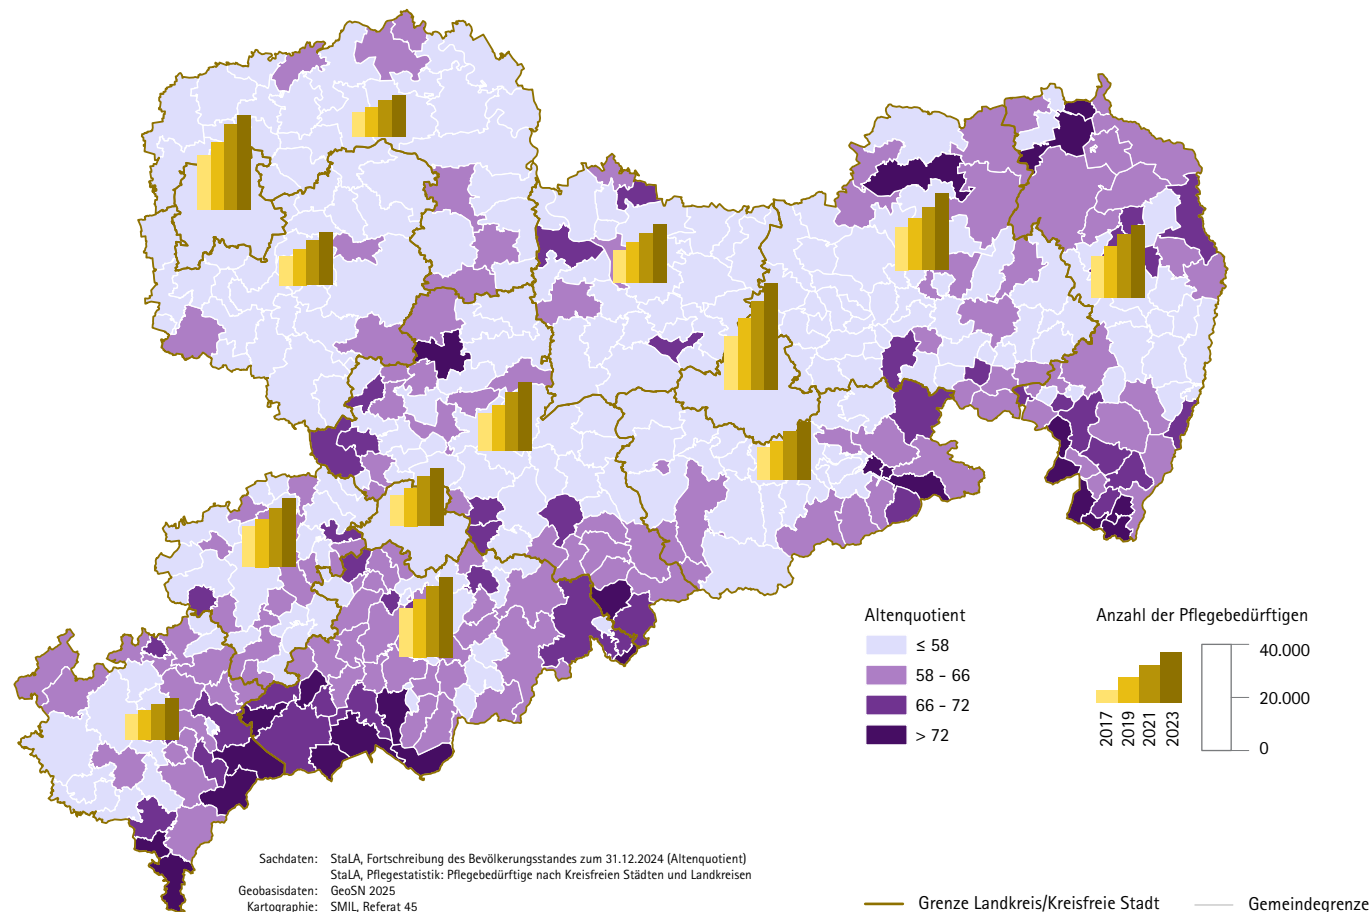 Altenquotient
≤ 58
58 - 66
66 - 72
> 72
Anzahl der Pflegebedürftigen
2017
2019
2021
2023
40.000
20.000
0
Sachdaten: StaLA, Fortschreibung des Bevölkerungsstandes zum 31.12.2024 (Altenquotient)
StaLA, Pflegestatistik: Pflegebedürftige nach Kreisfreien Städten und Landkreisen
Geobasisdaten: GeoSN 2025
Kartographie: SMIL, Referat 45
Grenze Landkreis/Kreisfreie Stadt
Gemeindegrenze